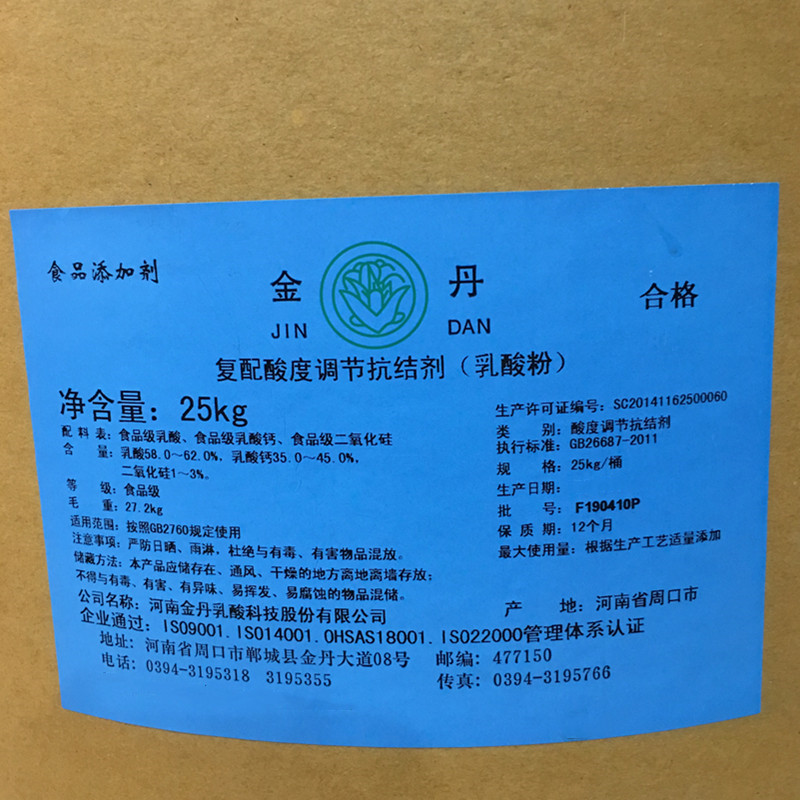 食品添加剂
金 丹
JIN DAN
合格
复配酸度调节抗结剂（乳酸粉）
净含量：25kg
配 料 表：食品级乳酸、食品级乳酸钙、食品级二氧化硅
含 量：乳酸58.0～62.0%，乳酸钙35.0～45.0%，
二氧化硅1～3%。
等 级：食品级
毛 重：27.2kg
适用范围：按照GB2760规定使用
注意事项：严防日晒、雨淋，杜绝与有毒、有害物品混放。
储藏方法：本产品应储存在、通风、干燥的地方离地离墙存放；
不得与有毒、有害、有异味、易挥发、易腐蚀的物品混储。
生产许可证编号：SC20141162500060
类 别：酸度调节抗结剂
执行标准：GB26687-2011
规 格：25kg/桶
生产日期：
批 号：F190410P
保 质 期：12个月
最大使用量：根据生产工艺适量添加
公司名称：河南金丹乳酸科技股份有限公司
产 地：河南省周口市
企业通过：ISO9001.ISO14001.OHSAS18001.ISO22000管理体系认证
地址：河南省周口市郸城县金丹大道08号 邮编：477150
电话：0394-3195318 3195355 传真：0394-3195766